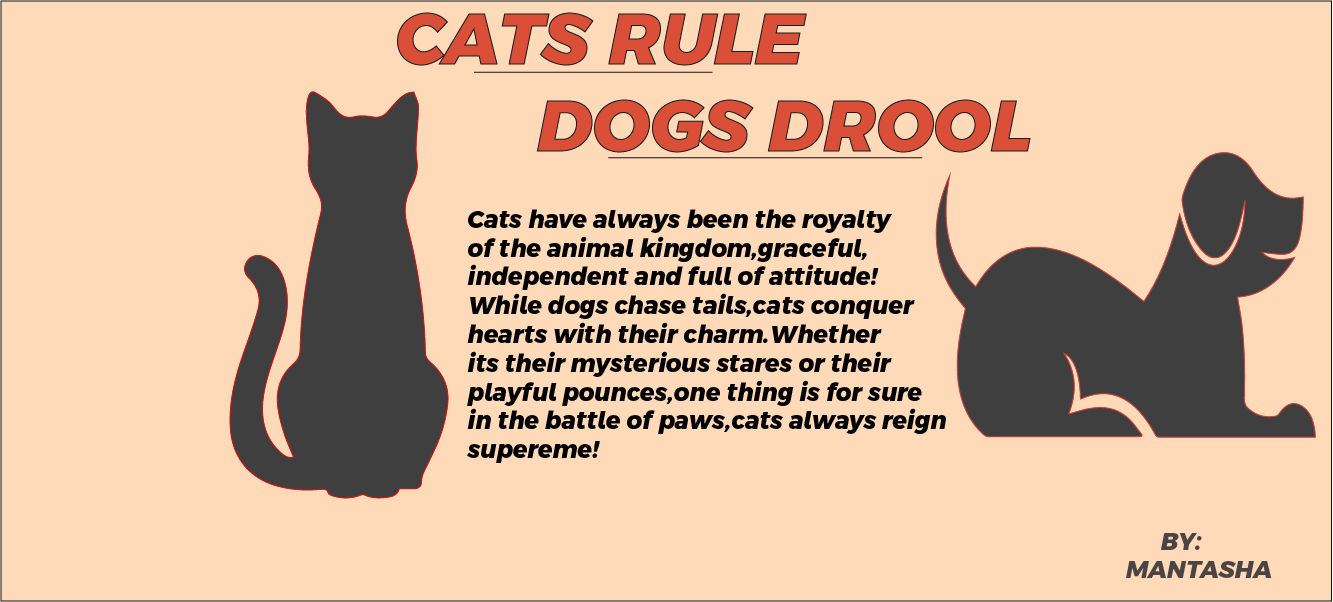 CATS RULE
DOGS DROOL
Cats have always been the royalty
of the animal kingdom,graceful,
independent and full of attitude!
While dogs chase tails,cats conquer
hearts with their charm.Whether
its their mysterious stares or their
playful pounces,one thing is for sure
in the battle of paws,cats always reign
supereme!
BY:
MANTASHA